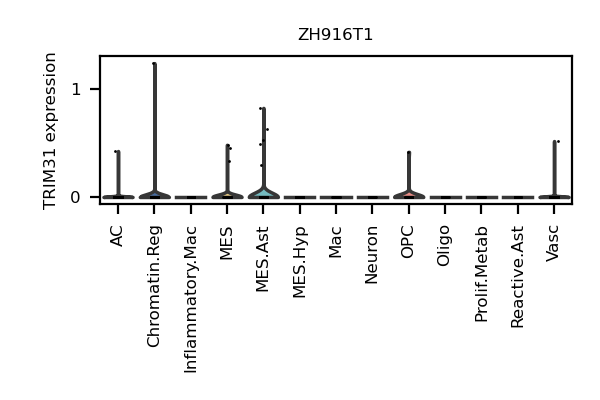 ZH916T1
TRIM31 expression
1
0
AC
Chromatin.Reg
Inflammatory.Mac
MES
MES.Ast
MES.Hyp
Mac
Neuron
OPC
Oligo
Prolif.Metab
Reactive.Ast
Vasc